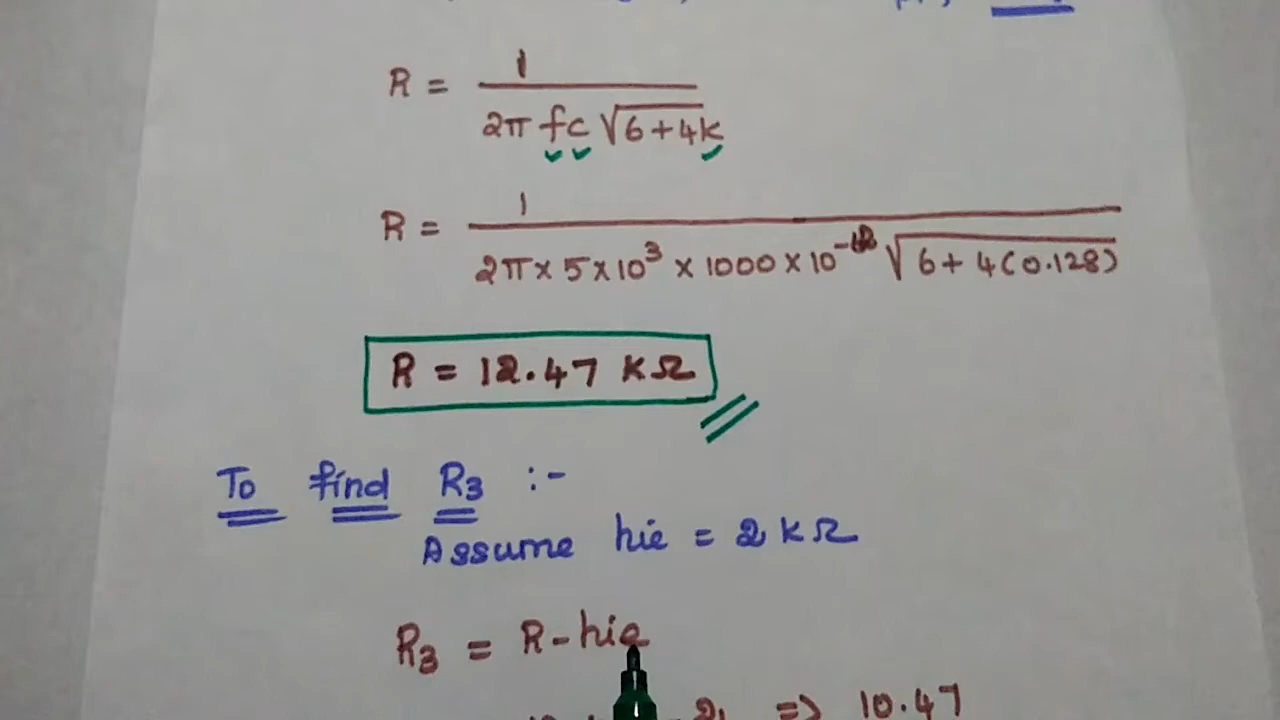 R = 1 / 2π fc √6+4k
R = 1 / 2π × 5 × 10³ × 1000 × 10⁻¹² √6 + 4(0.128)
R = 12.47 KΩ
To find R₃ :-
Assume hie = 2 KΩ
R₃ = R - hie
=> 10.47